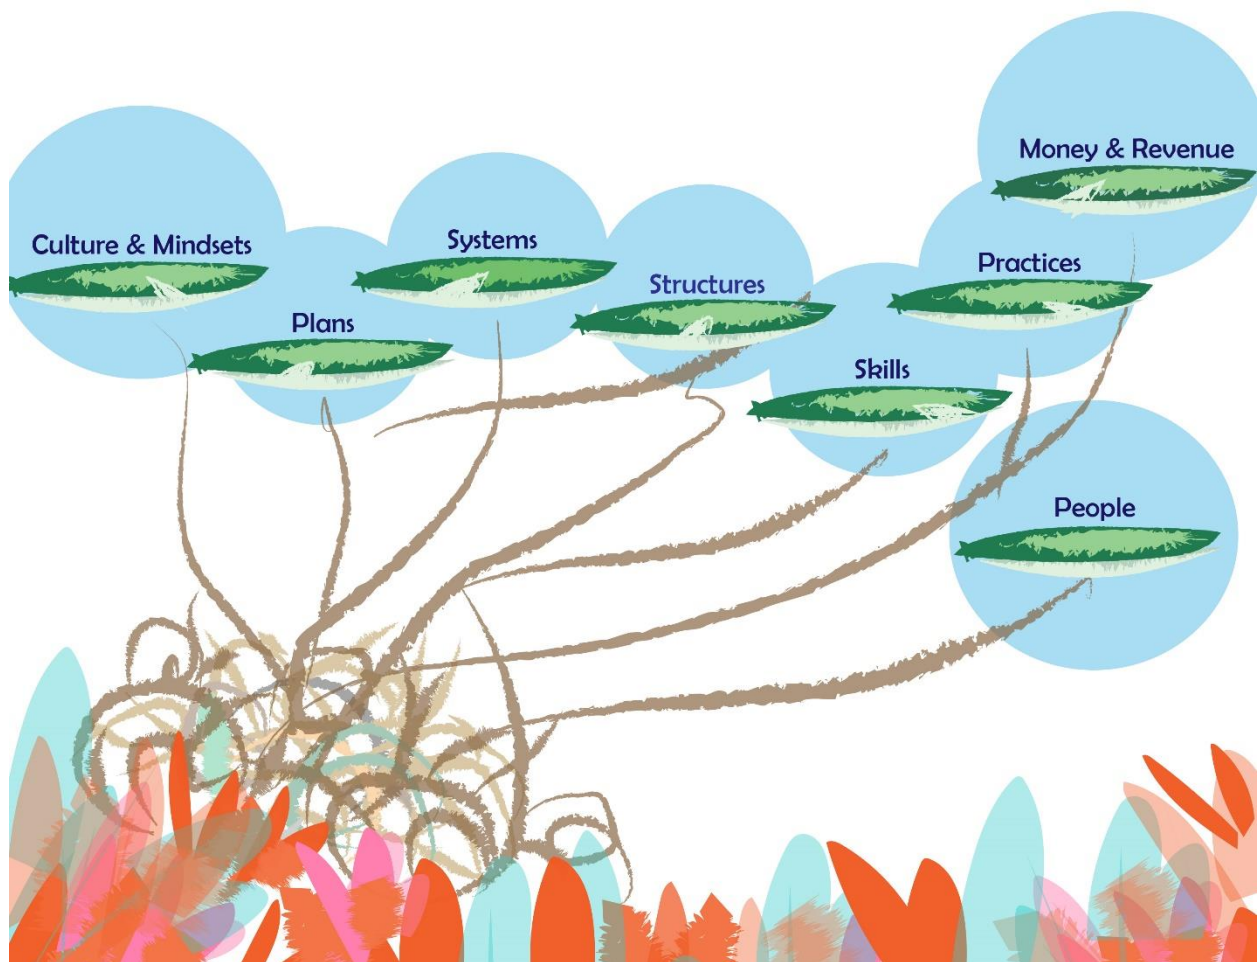 Money & Revenue
Culture & Mindsets
Systems
Structures
Practices
Plans
Skills
People